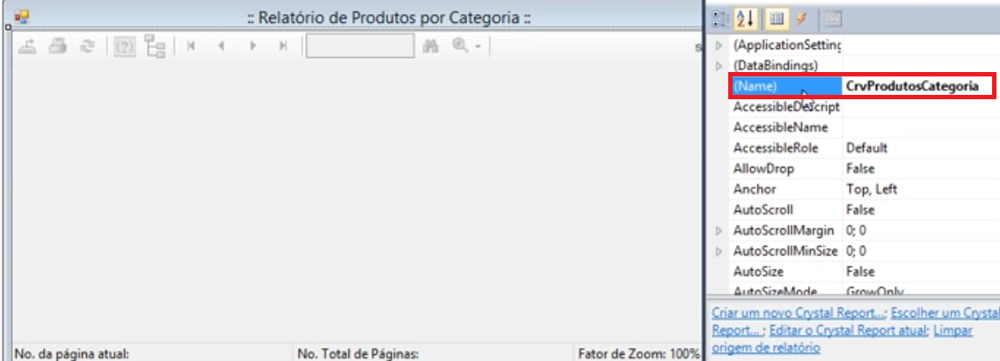 :: Relatório de Produtos por Categoria ::
(ApplicationSetting
(DataBindings)
(Name) CrvProdutosCategoria
AccessibleDescript
AccessibleName
AccessibleRole Default
AllowDrop False
Anchor Top, Left
AutoScroll False
AutoScrollMargin 0; 0
AutoScrollMinSize 0; 0
AutoSize False
AutoSizeMode GrowOnly
Criar um novo Crystal Report...; Escolher um Crystal
Report... ; Editar o Crystal Report atual; Limpar
origem de relatório
No. da página atual: No. Total de Páginas: Fator de Zoom: 100%